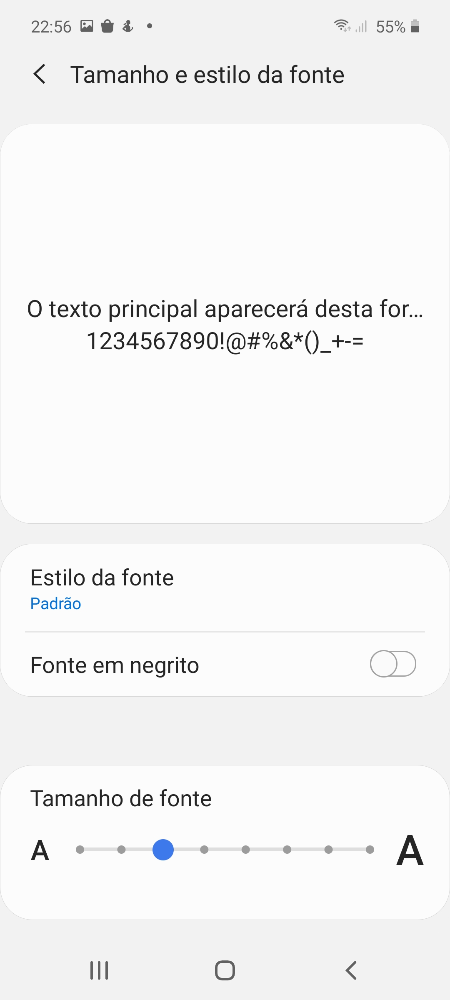 22:56
55%
Tamanho e estilo da fonte
O texto principal aparecerá desta for...
1234567890!@#%&*()_+-=
Estilo da fonte
Padrão
Fonte em negrito
Tamanho de fonte
A A